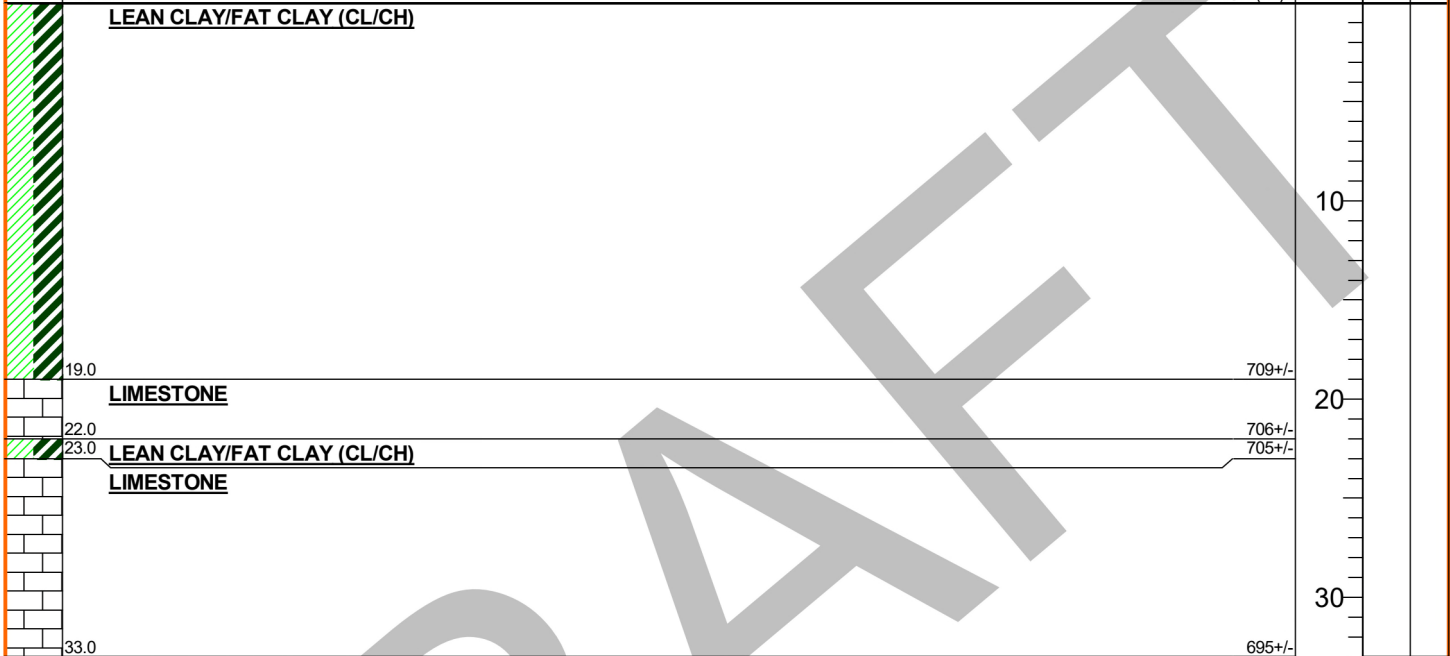 LEAN CLAY/FAT CLAY (CL/CH)
10
19.0 709+/-
LIMESTONE
20
22.0 706+/-
23.0 LEAN CLAY/FAT CLAY (CL/CH) 705+/-
LIMESTONE
30
33.0 695+/-
DRAFT